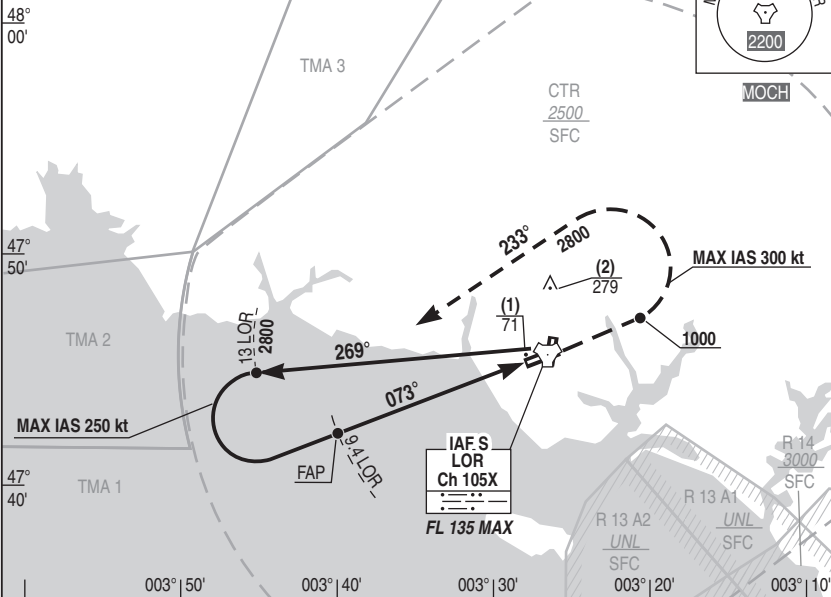 48°
00'
TMA 3
CTR
2500
SFC
2200
MOCH
47°
50'
233°
2800
(2)
279
MAX IAS 300 kt
(1)
71
1000
TMA 2
13 LOR
2800
269°
073°
MAX IAS 250 kt
FAP
9.4 LOR
IAF S
LOR
Ch 105X
FL 135 MAX
47°
40'
TMA 1
R 14
3000
SFC
R 13 A1
UNL
SFC
R 13 A2
UNL
SFC
003° 50'
003° 40'
003° 30'
003° 20'
003° 10'